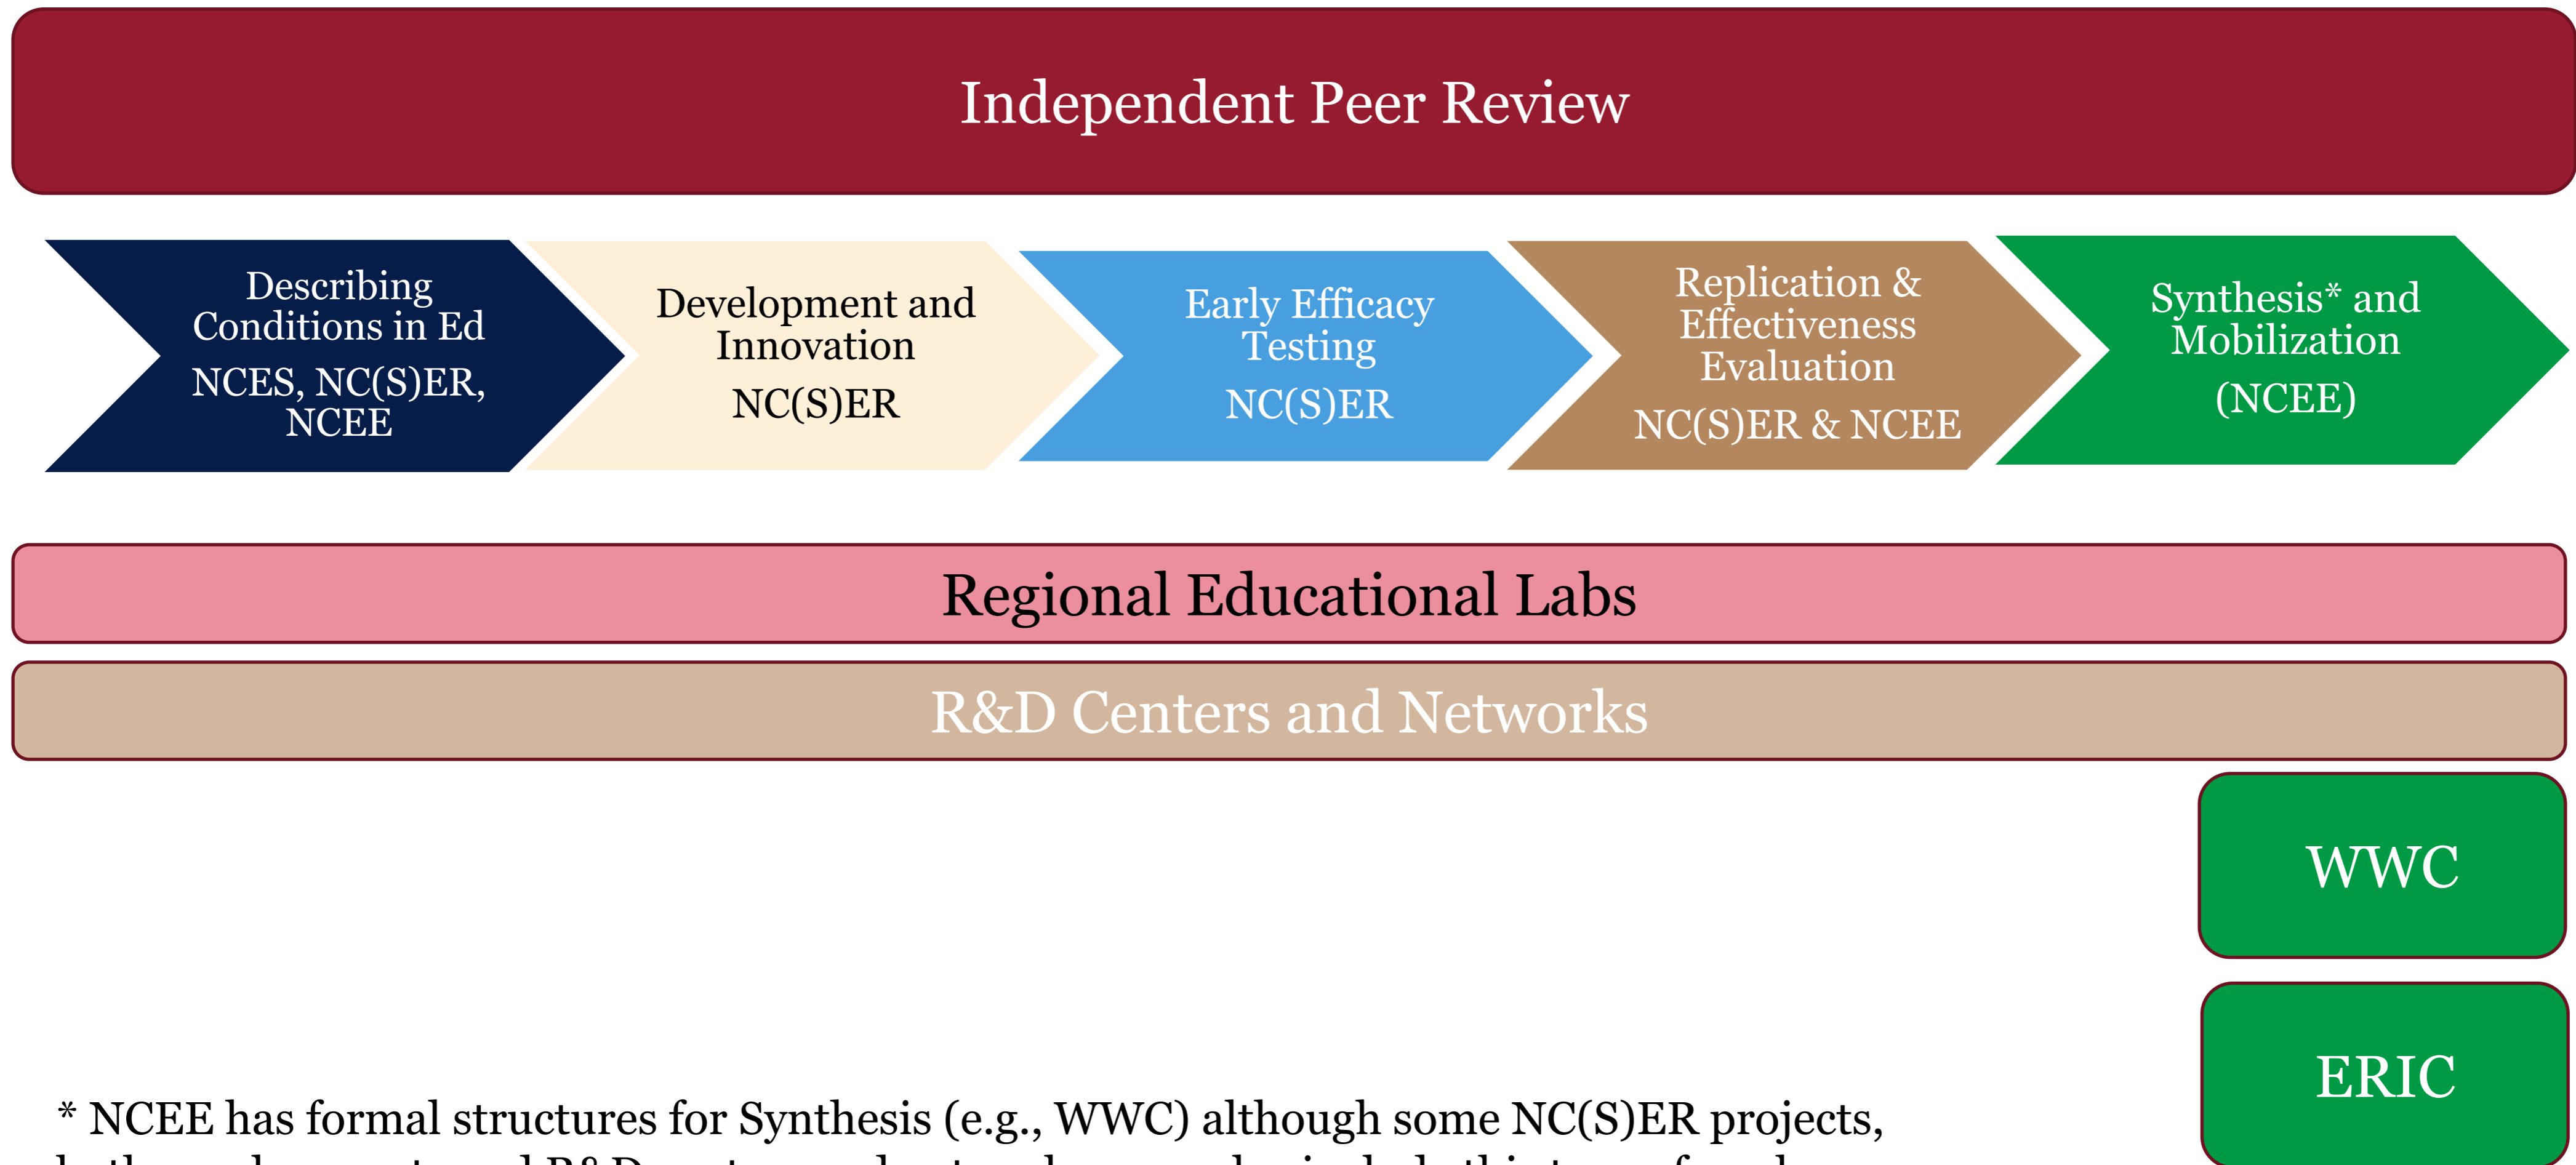 Independent Peer Review
Describing
Conditions in Ed
NCES, NC(S)ER,
NCEE
Development and
Innovation
NC(S)ER
Early Efficacy
Testing
NC(S)ER
Replication &
Effectiveness
Evaluation
NC(S)ER & NCEE
Synthesis* and
Mobilization
(NCEE)
Regional Educational Labs
R&D Centers and Networks
WWC
ERIC
* NCEE has formal structures for Synthesis (e.g., WWC) although some NC(S)ER projects,